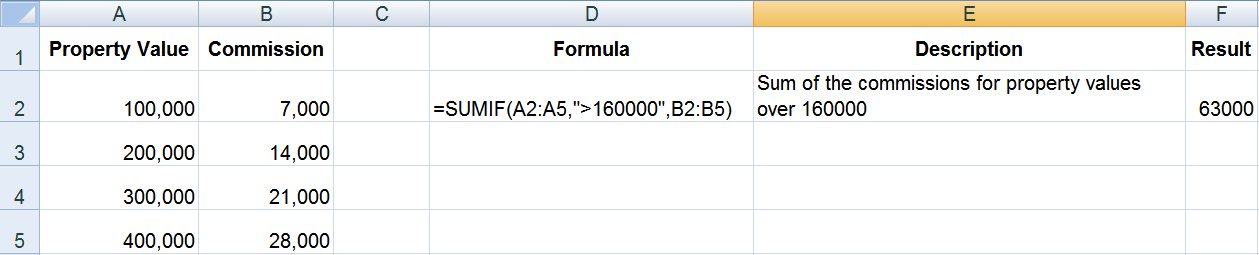 A B C D E F
1 Property Value Commission Formula Description Result
Sum of the commissions for property values
2 100,000 7,000 =SUMIF(A2:A5,">160000",B2:B5) over 160000 63000
3 200,000 14,000
4 300,000 21,000
5 400,000 28,000